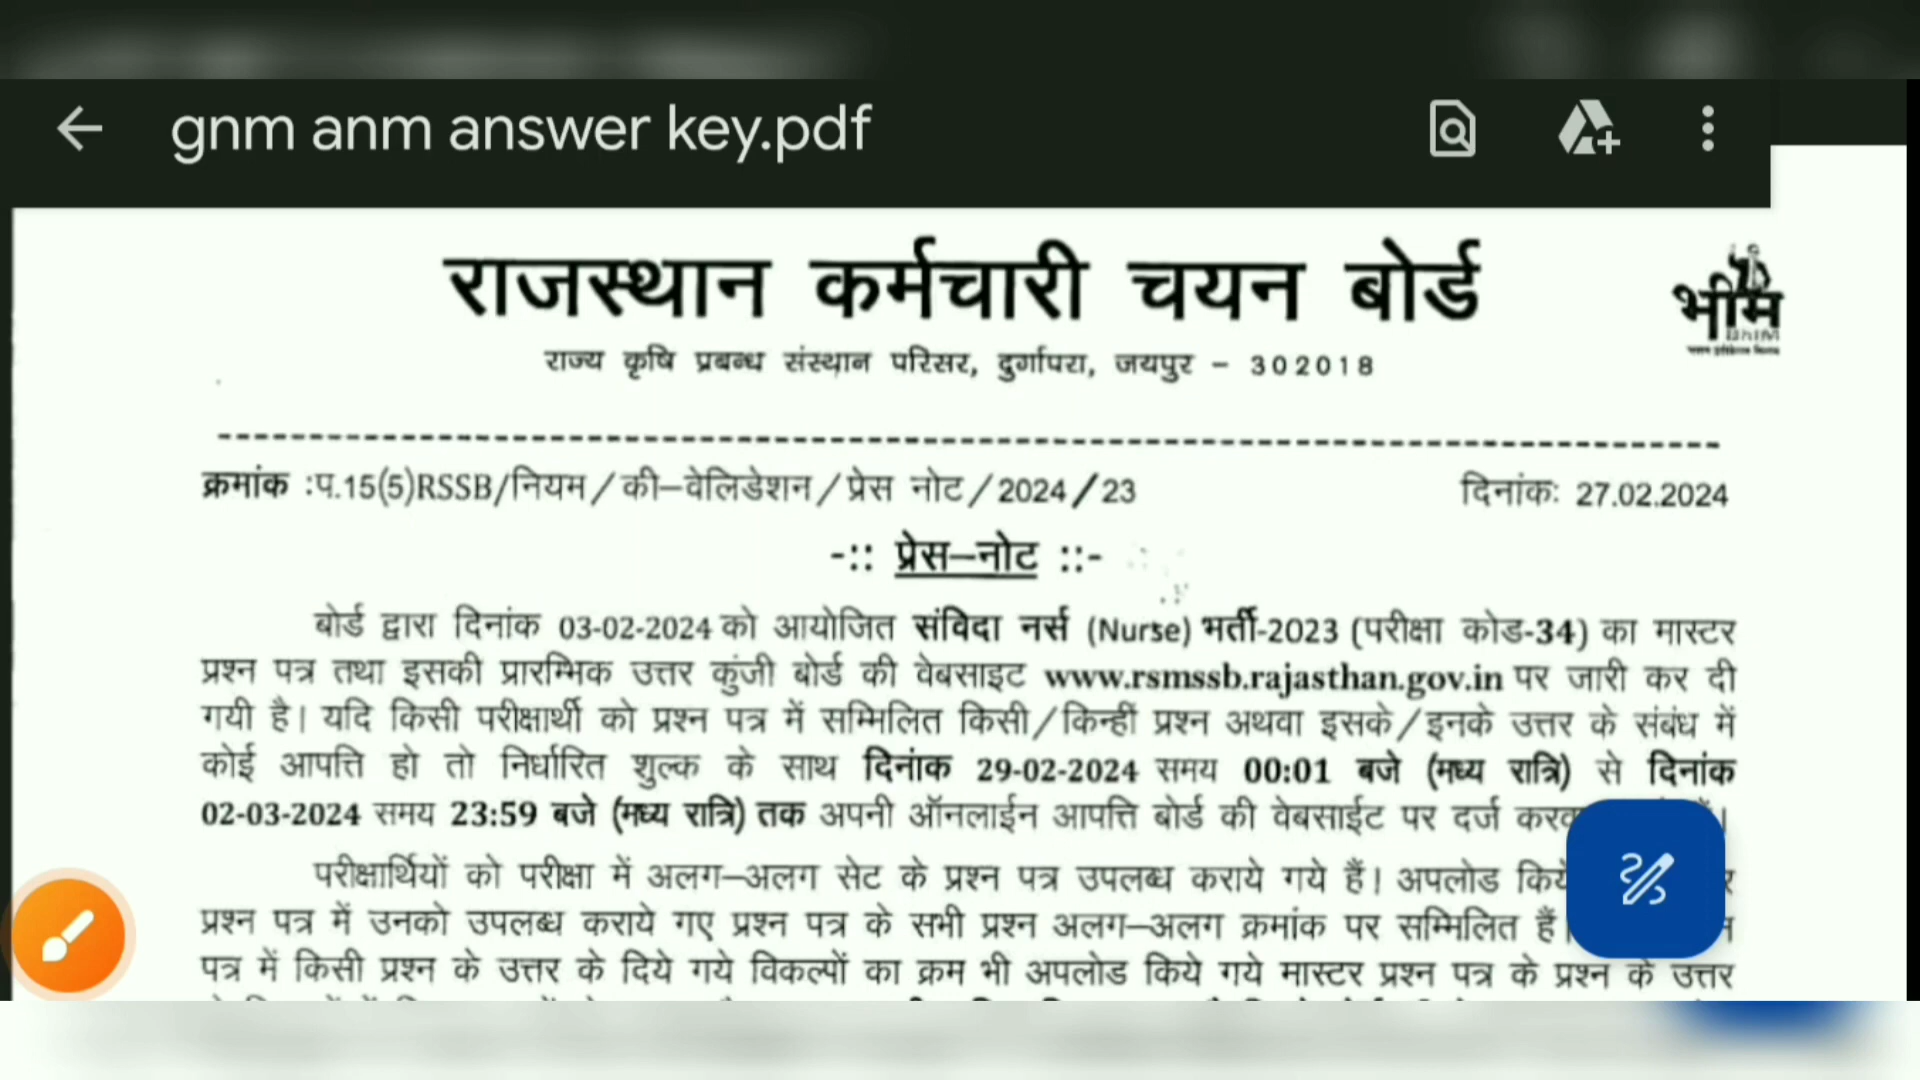 gnm anm answer key.pdf
राजस्थान कर्मचारी चयन बोर्ड
भीम
BHIM
राज्य कृषि प्रबन्ध संस्थान परिसर, दुर्गापरा, जयपुर – 302018
क्रमांक :प.15(5)RSSB/नियम/की–वेलिडेशन/प्रेस नोट/2024/23 दिनांकः 27.02.2024
-:: प्रेस–नोट ::-
बोर्ड द्वारा दिनांक 03-02-2024 को आयोजित संविदा नर्स (Nurse) भर्ती-2023 (परीक्षा कोड-34) का मास्टर
प्रश्न पत्र तथा इसकी प्रारम्भिक उत्तर कुंजी बोर्ड की वेबसाइट www.rsmssb.rajasthan.gov.in पर जारी कर दी
गयी है। यदि किसी परीक्षार्थी को प्रश्न पत्र में सम्मिलित किसी/किन्हीं प्रश्न अथवा इसके/इनके उत्तर के संबंध में
कोई आपत्ति हो तो निर्धारित शुल्क के साथ दिनांक 29-02-2024 समय 00:01 बजे (मध्य रात्रि) से दिनांक
02-03-2024 समय 23:59 बजे (मध्य रात्रि) तक अपनी ऑनलाईन आपत्ति बोर्ड की वेबसाईट पर दर्ज
परीक्षार्थियों को परीक्षा में अलग–अलग सेट के प्रश्न पत्र उपलब्ध कराये गये हैं। अपलोड किये
प्रश्न पत्र में उनको उपलब्ध कराये गए प्रश्न पत्र के सभी प्रश्न अलग–अलग क्रमांक पर सम्मिलित हैं।
पत्र में किसी प्रश्न के उत्तर के दिये गये विकल्पों का क्रम भी अपलोड किये गये मास्टर प्रश्न पत्र के प्रश्न के उत्तर